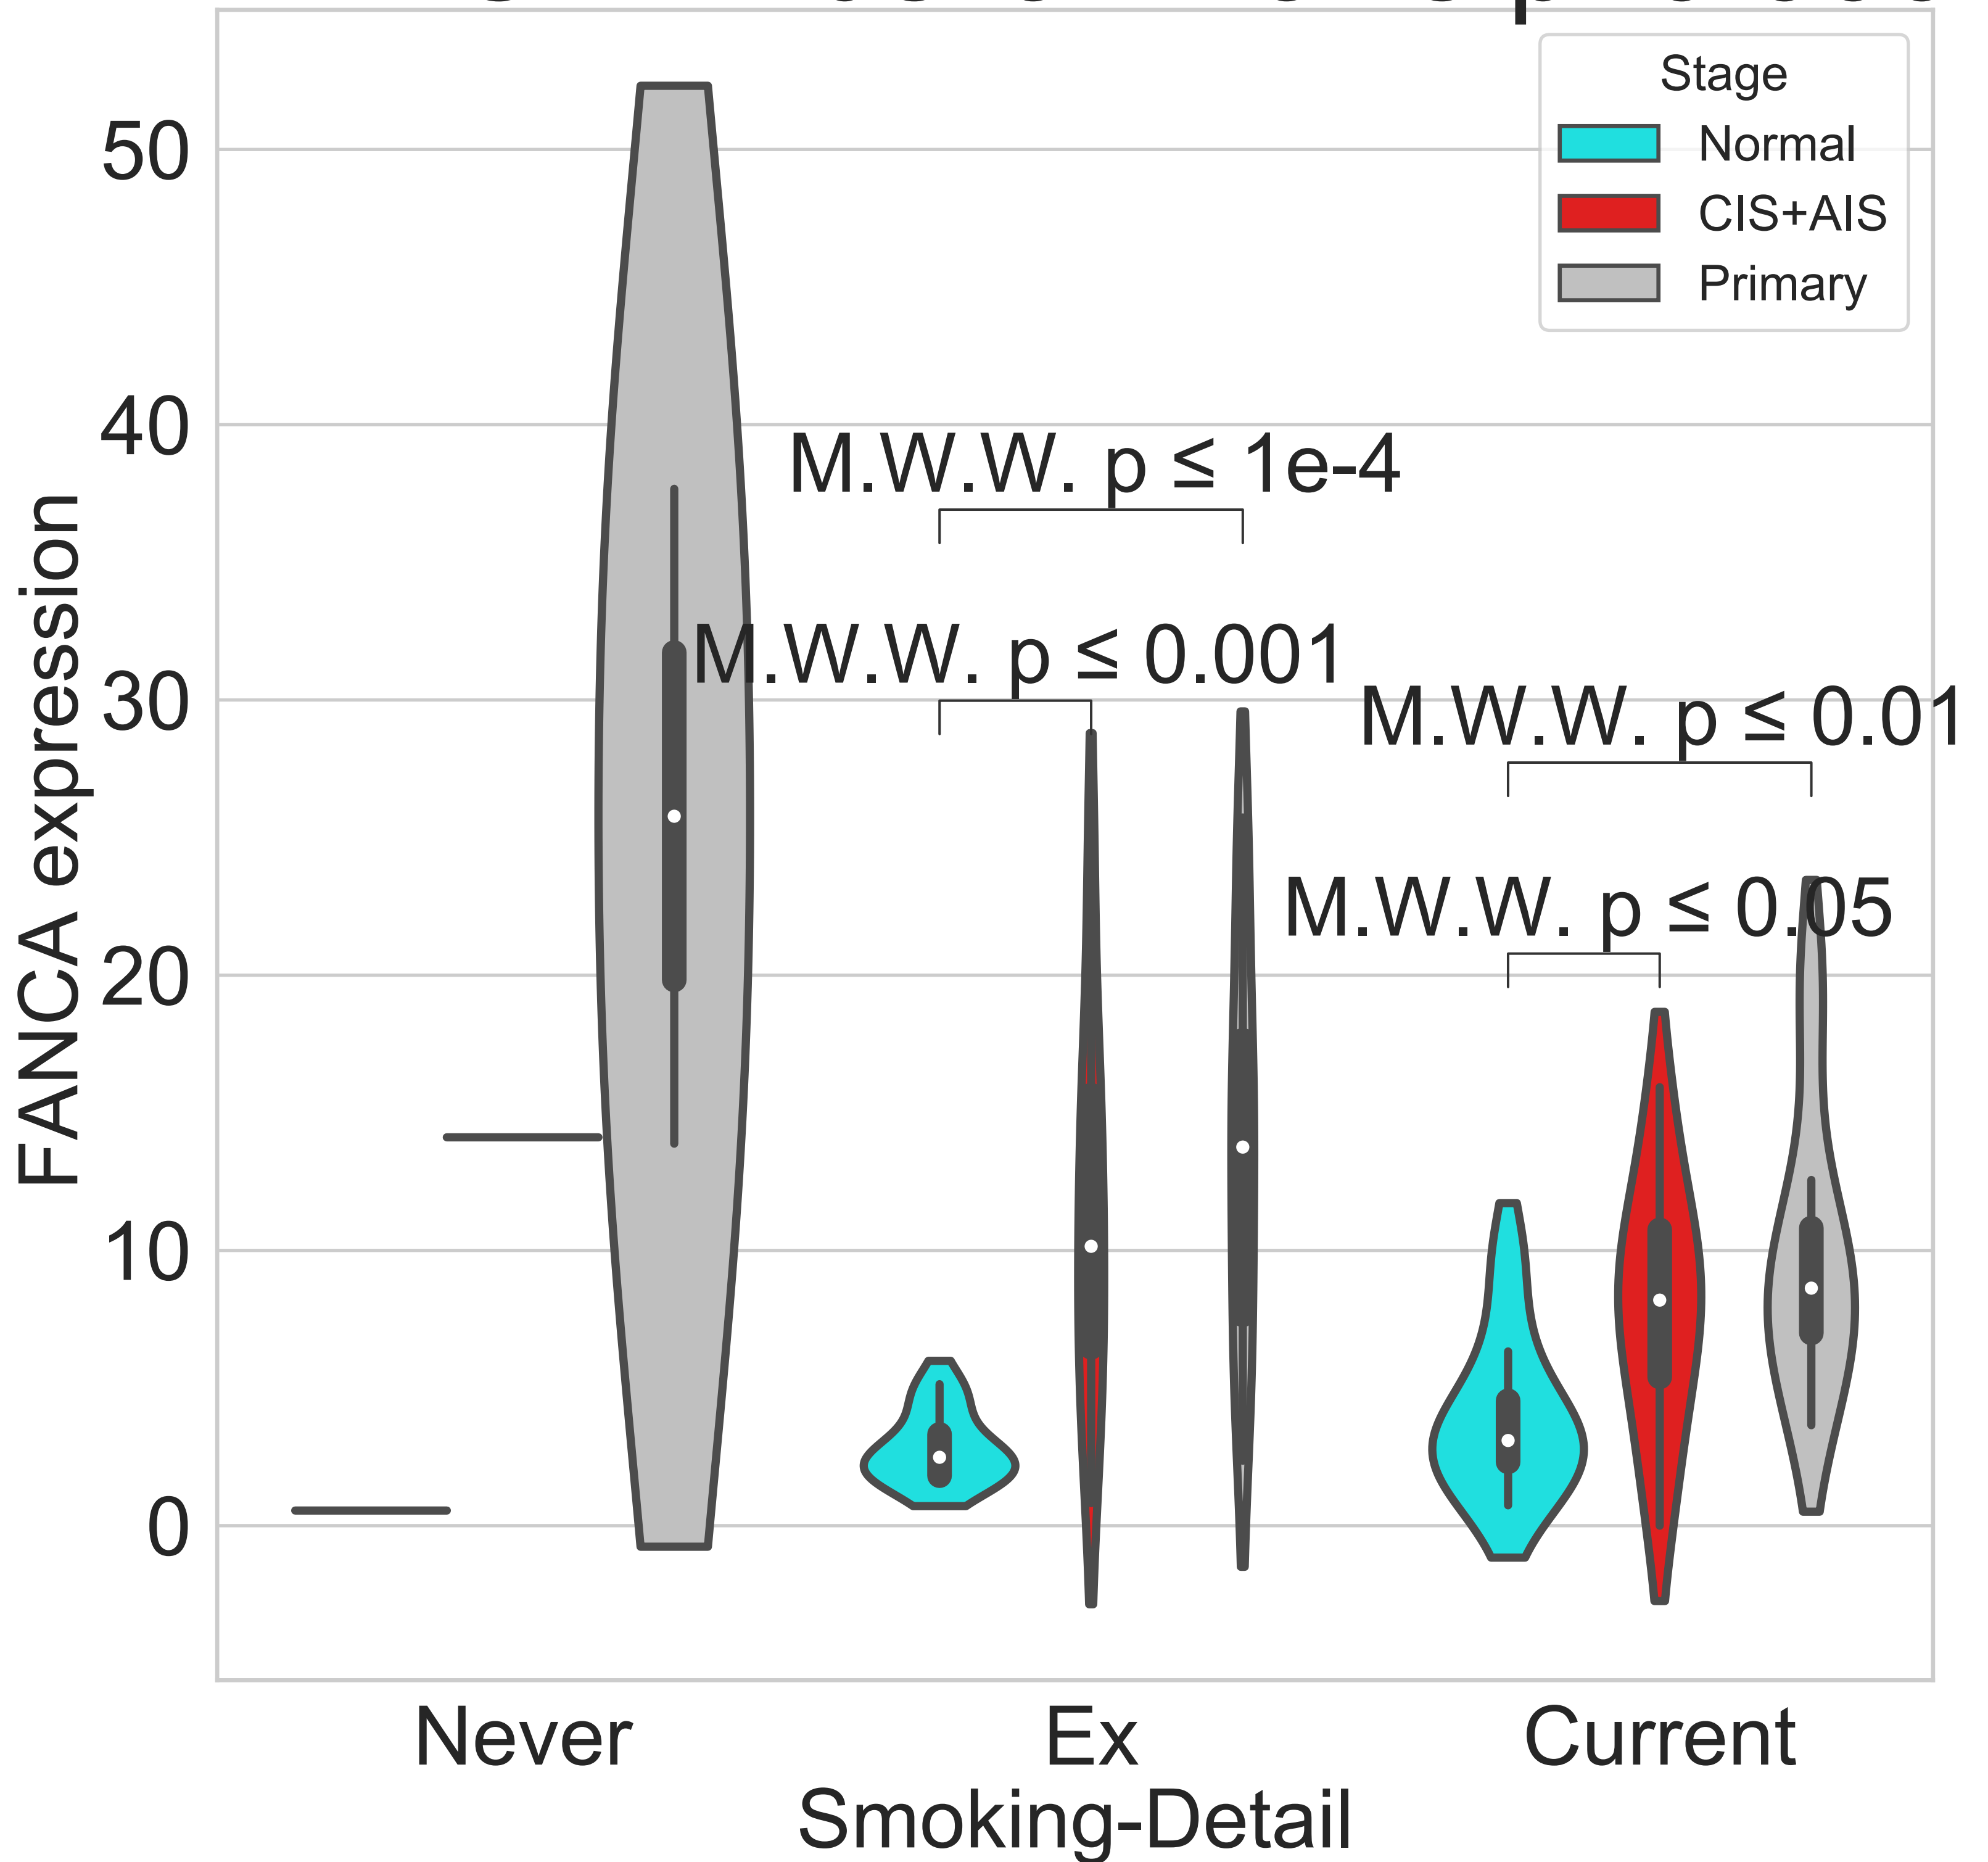 Stage
Normal
CIS+AIS
Primary
50
40
30
20
10
0
FANCA expression
M.W.W. p ≤ 1e-4
M.W.W. p ≤ 0.001
M.W.W. p ≤ 0.01
M.W.W. p ≤ 0.05
Never
Ex
Current
Smoking-Detail